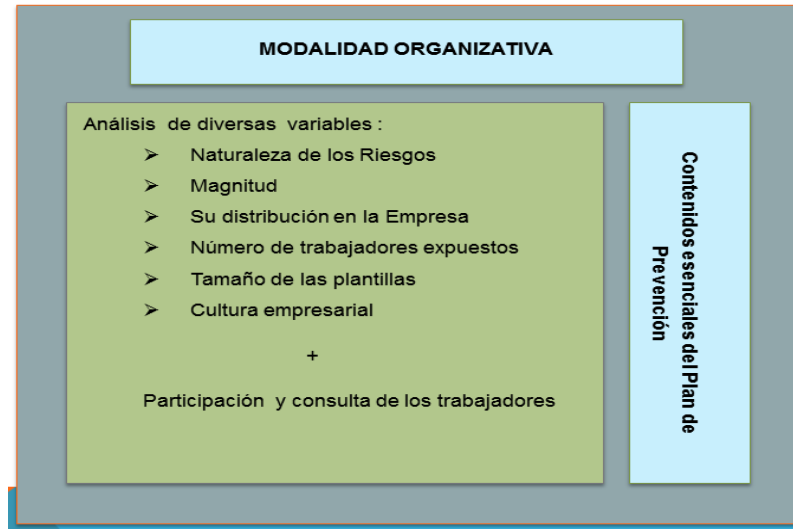 MODALIDAD ORGANIZATIVA
Análisis de diversas variables :
➢ Naturaleza de los Riesgos
➢ Magnitud
➢ Su distribución en la Empresa
➢ Número de trabajadores expuestos
➢ Tamaño de las plantillas
➢ Cultura empresarial
+
Participación y consulta de los trabajadores
Contenidos esenciales del Plan de
Prevención